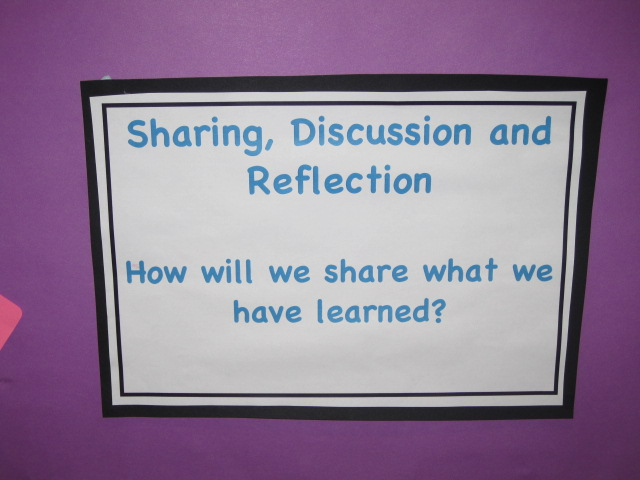 Sharing, Discussion and
Reflection
How will we share what we
have learned?